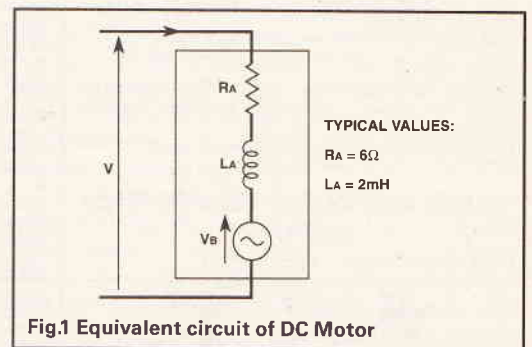 RA
LA
V
VB
TYPICAL VALUES:
RA = 6Ω
LA = 2mH
Fig.1 Equivalent circuit of DC Motor